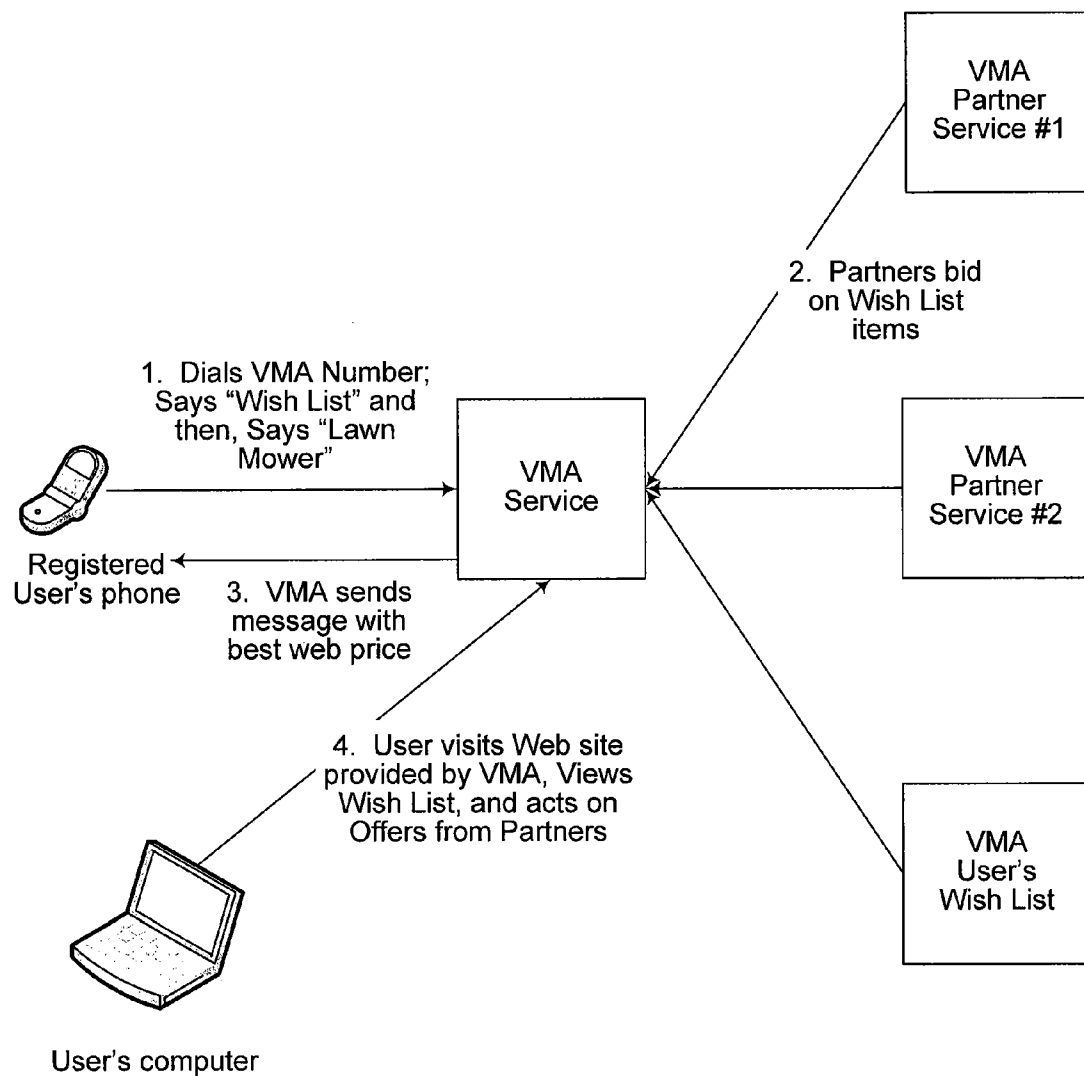 VMA
Partner
Service #1
2. Partners bid
on Wish List
items
1. Dials VMA Number;
Says “Wish List” and
then, Says “Lawn
Mower”
VMA
Service
VMA
Partner
Service #2
Registered
User's phone
3. VMA sends
message with
best web price
4. User visits Web site
provided by VMA, Views
Wish List, and acts on
Offers from Partners
VMA
User's
Wish List
User's computer